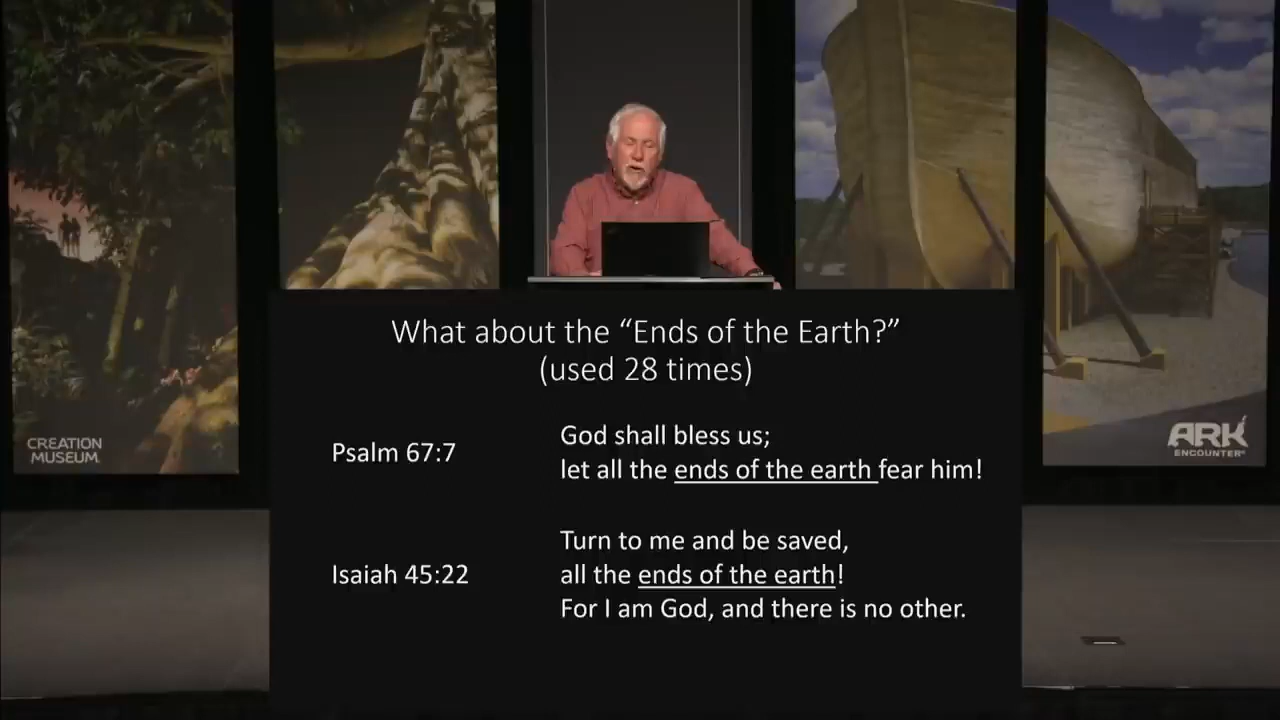 What about the “Ends of the Earth?”
(used 28 times)
Psalm 67:7
God shall bless us;
let all the ends of the earth fear him!
Isaiah 45:22
Turn to me and be saved,
all the ends of the earth!
For I am God, and there is no other.
CREATION
MUSEUM
ARK
ENCOUNTER®